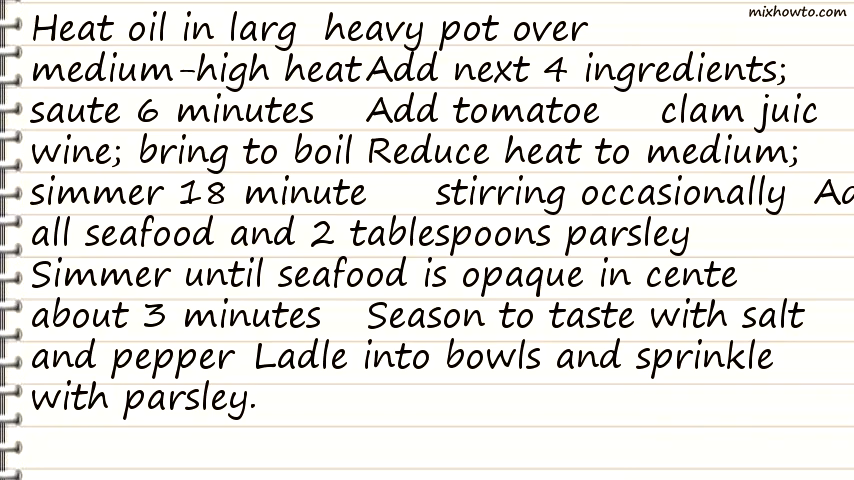 mixhowto.com
Heat oil in larg heavy pot over
medium-high heatAdd next 4 ingredients;
saute 6 minutes Add tomatoe clam juic
wine; bring to boil Reduce heat to medium;
simmer 18 minute stirring occasionally Ad
all seafood and 2 tablespoons parsley
Simmer until seafood is opaque in cente
about 3 minutes Season to taste with salt
and pepper Ladle into bowls and sprinkle
with parsley.